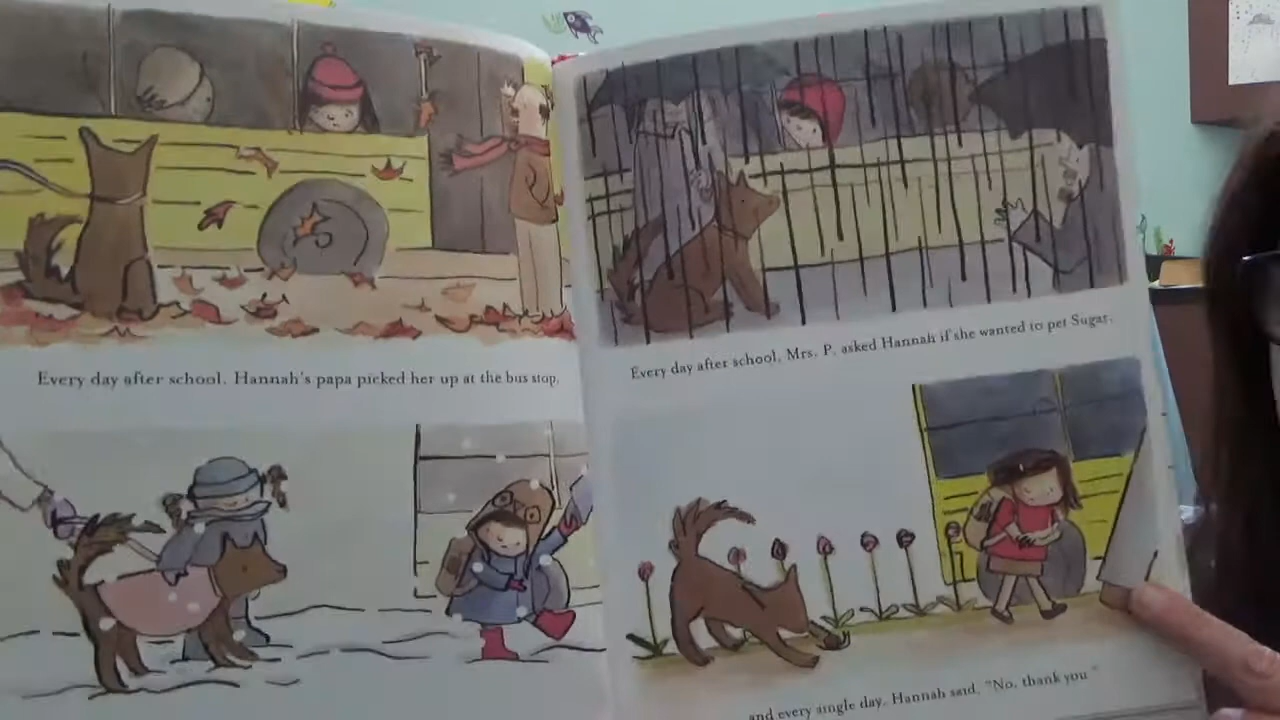 Every day after school, Hannah's papa picked her up at the bus stop.
Every day after school, Mrs. P. asked Hannah if she wanted to pet Sugar,
and every single day, Hannah said, "No, thank you."